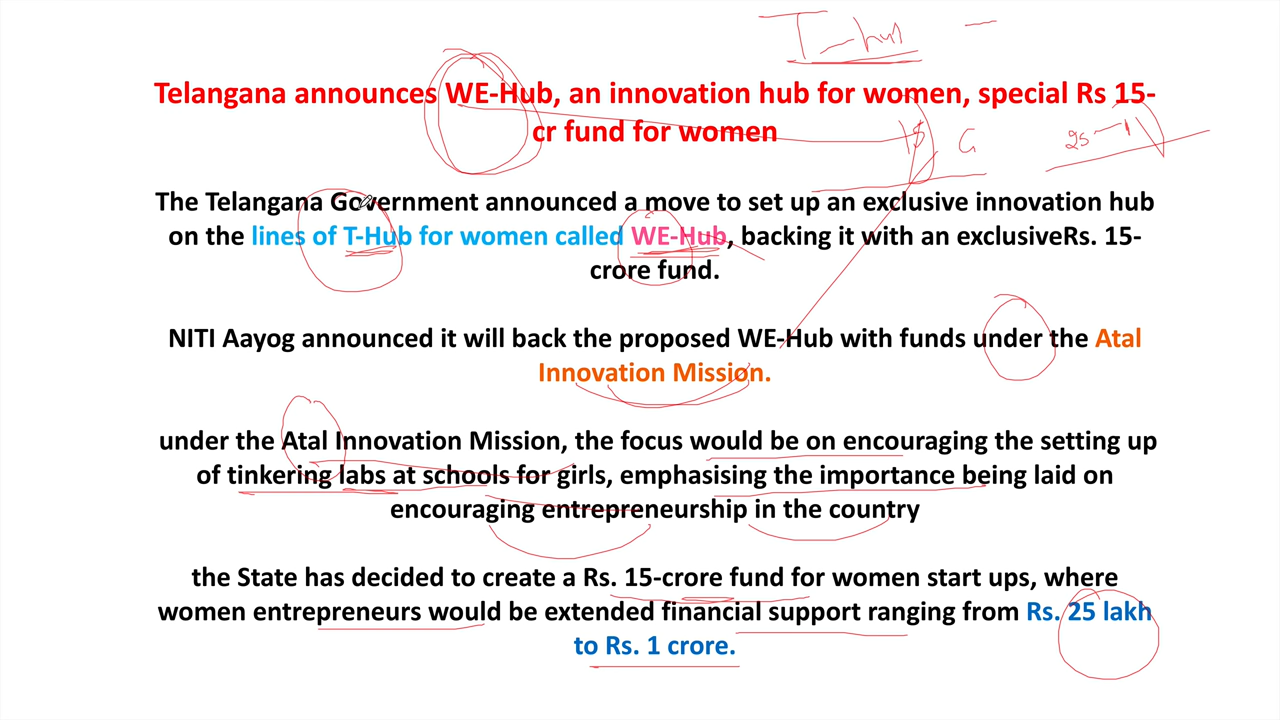 T-hub
Telangana announces WE-Hub, an innovation hub for women, special Rs 15-
cr fund for women
15 G 25-1
The Telangana Government announced a move to set up an exclusive innovation hub
on the lines of T-Hub for women called WE-Hub, backing it with an exclusiveRs. 15-
crore fund.
NITI Aayog announced it will back the proposed WE-Hub with funds under the Atal
Innovation Mission.
under the Atal Innovation Mission, the focus would be on encouraging the setting up
of tinkering labs at schools for girls, emphasising the importance being laid on
encouraging entrepreneurship in the country
the State has decided to create a Rs. 15-crore fund for women start ups, where
women entrepreneurs would be extended financial support ranging from Rs. 25 lakh
to Rs. 1 crore.